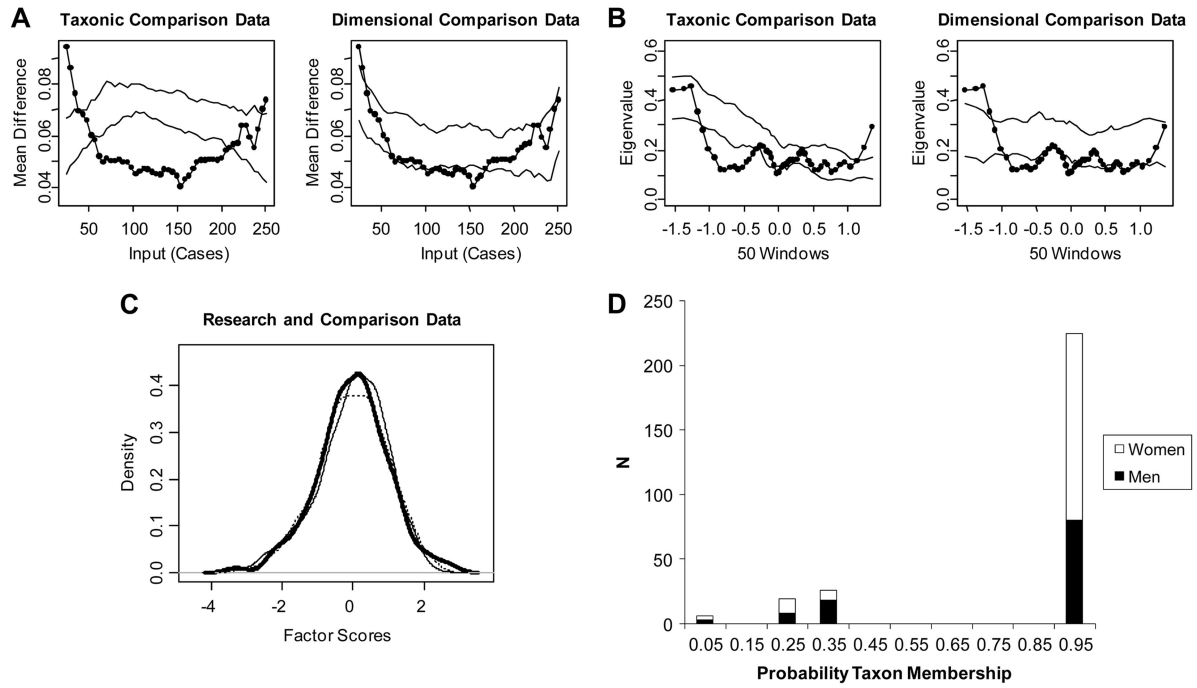 A
Taxonic Comparison Data
Mean Difference
0.04 0.06 0.08
50 100 150 200 250
Input (Cases)
Dimensional Comparison Data
Mean Difference
0.04 0.06 0.08
50 100 150 200 250
Input (Cases)
B
Taxonic Comparison Data
Eigenvalue
0.0 0.2 0.4 0.6
-1.5 -1.0 -0.5 0.0 0.5 1.0
50 Windows
Dimensional Comparison Data
Eigenvalue
0.0 0.2 0.4 0.6
-1.5 -1.0 -0.5 0.0 0.5 1.0
50 Windows
C
Research and Comparison Data
Density
0.0 0.1 0.2 0.3 0.4
-4 -2 0 2
Factor Scores
D
N
250
200
150
100
50
0
0.05 0.15 0.25 0.35 0.45 0.55 0.65 0.75 0.85 0.95
Probability Taxon Membership
Women
Men